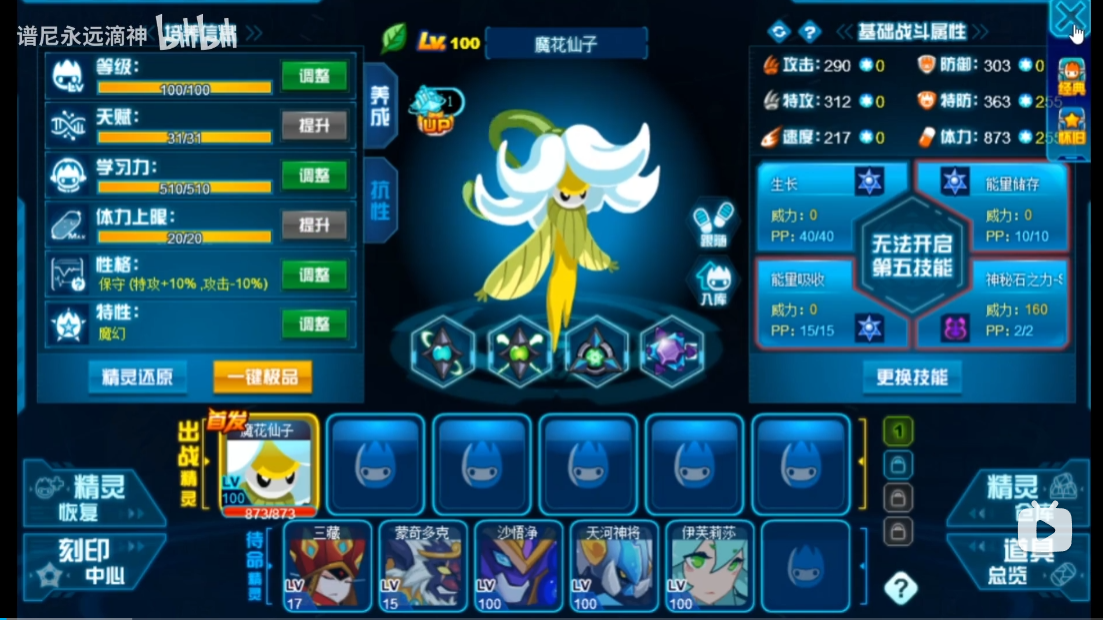 谱尼永远滴神
bilibili
等级:
100/100
调整
天赋:
31/31
提升
学习力:
510/510
调整
体力上限:
20/20
提升
性格:
保守 (特攻+10% ,攻击-10%)
调整
特性:
魔幻
调整
精灵还原
一键极品
养成
抗性
Lv. 100
魔花仙子
1
UP
跟随
入库
基础战斗属性
攻击: 290 0
防御: 303 0
特攻: 312 0
特防: 363 255
速度: 217 0
体力: 873 255
经典
怀旧
生长
威力: 0
PP: 40/40
能量储存
威力: 0
PP: 10/10
无法开启
第五技能
能量吸收
威力: 0
PP: 15/15
神秘石之力-S
威力: 160
PP: 2/2
更换技能
出战精灵
首发
魔花仙子
LV
100
873/873
1
精灵
恢复
刻印
中心
待命精灵
三藏
LV
17
蒙奇多克
LV
15
沙悟净
LV
100
天河神将
LV
100
伊芙莉莎
LV
100
精灵
道具
总览
?